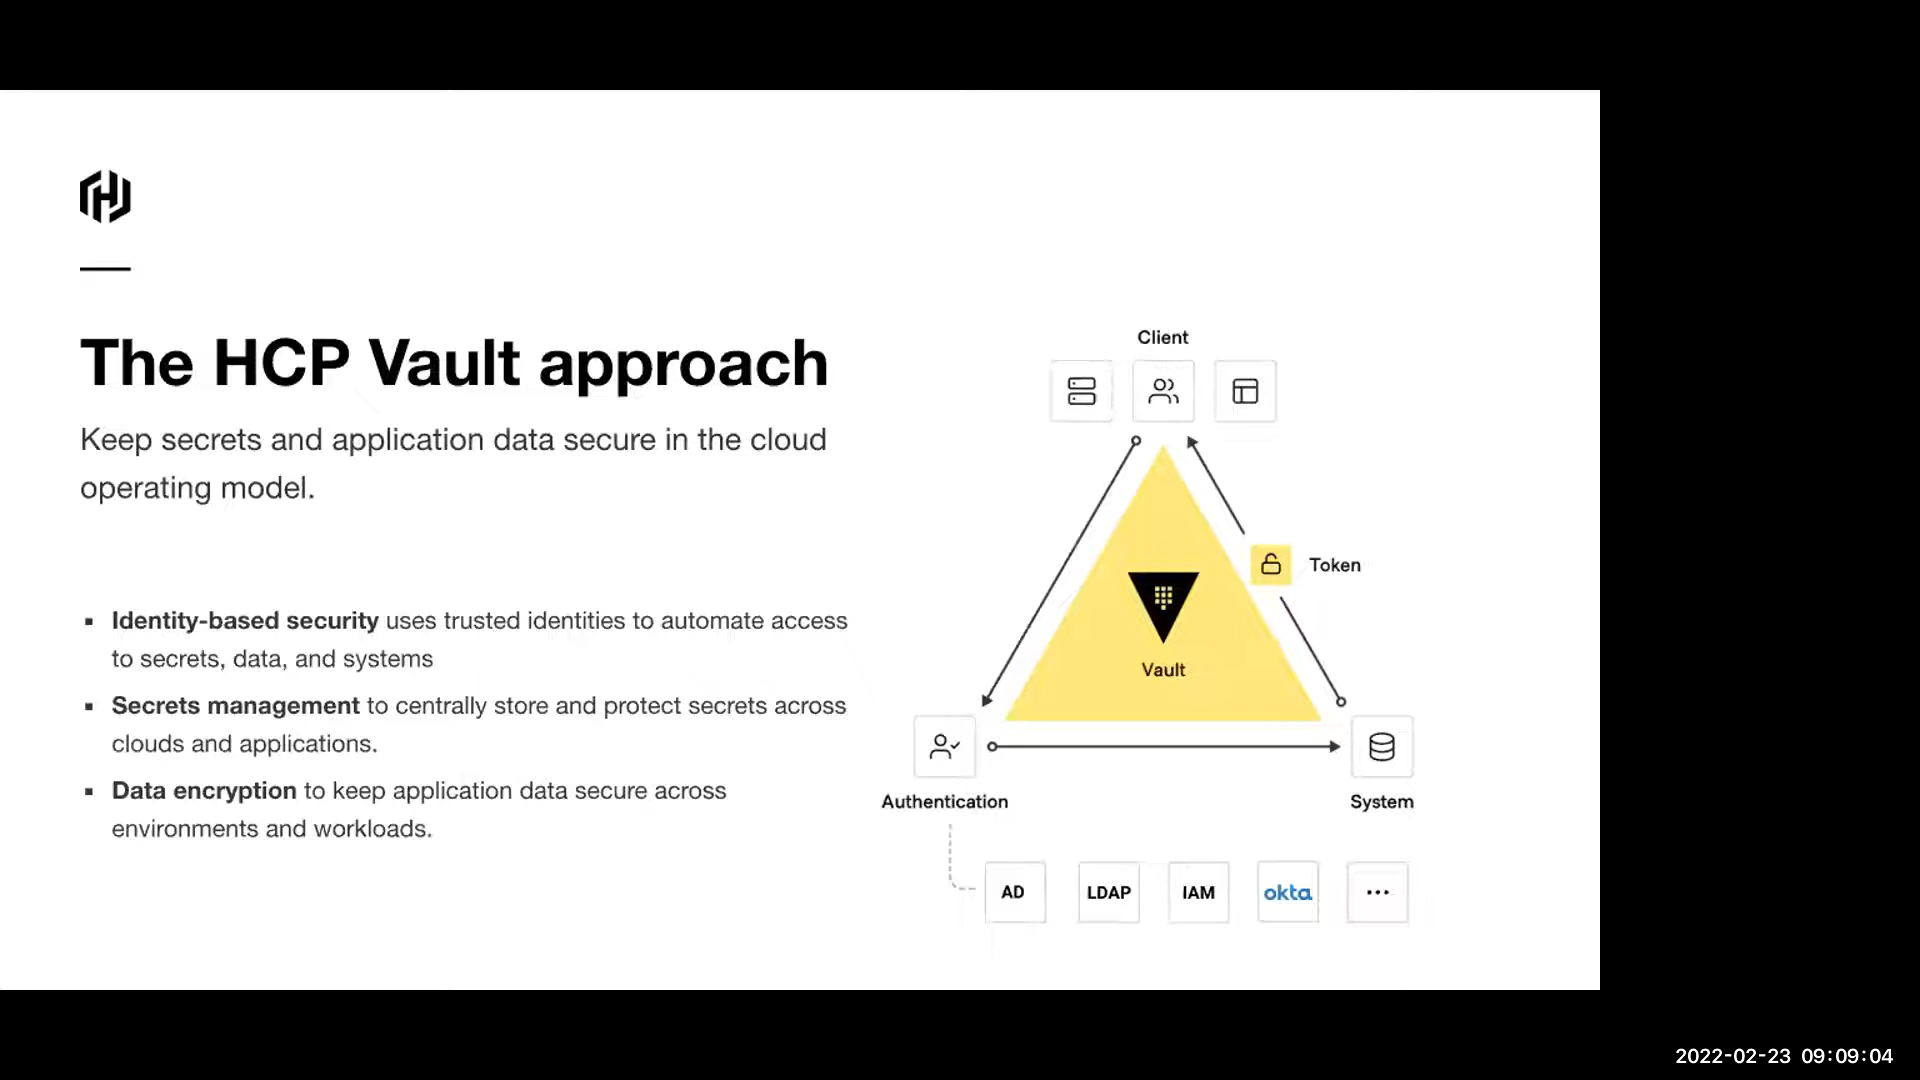 The HCP Vault approach
Keep secrets and application data secure in the cloud
operating model.
▪ Identity-based security uses trusted identities to automate access
to secrets, data, and systems
▪ Secrets management to centrally store and protect secrets across
clouds and applications.
▪ Data encryption to keep application data secure across
environments and workloads.
Client
Token
Vault
Authentication
System
AD
LDAP
IAM
okta
...
2022-02-23 09:09:04